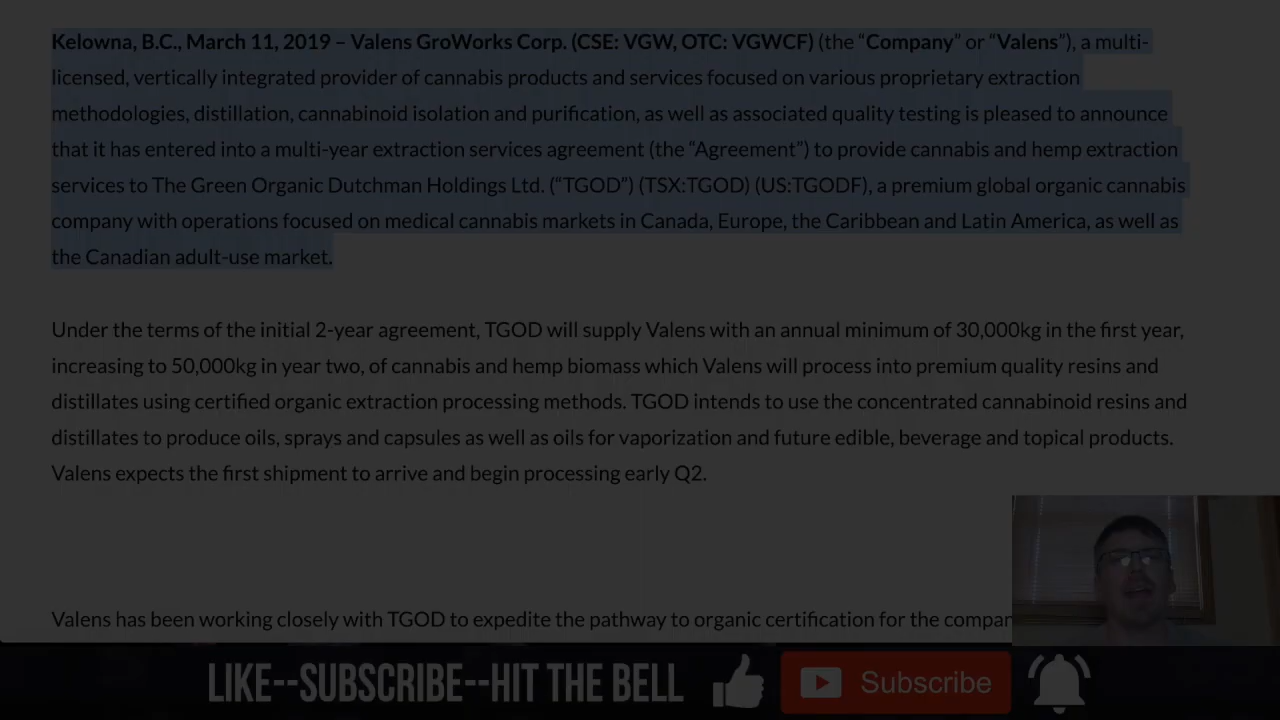 Kelowna, B.C., March 11, 2019 – Valens GroWorks Corp. (CSE: VGW, OTC: VGWCF) (the “Company” or “Valens”), a multi-
licensed, vertically integrated provider of cannabis products and services focused on various proprietary extraction
methodologies, distillation, cannabinoid isolation and purification, as well as associated quality testing is pleased to announce
that it has entered into a multi-year extraction services agreement (the “Agreement”) to provide cannabis and hemp extraction
services to The Green Organic Dutchman Holdings Ltd. (“TGOD”) (TSX:TGOD) (US:TGODF), a premium global organic cannabis
company with operations focused on medical cannabis markets in Canada, Europe, the Caribbean and Latin America, as well as
the Canadian adult-use market.
Under the terms of the initial 2-year agreement, TGOD will supply Valens with an annual minimum of 30,000kg in the first year,
increasing to 50,000kg in year two, of cannabis and hemp biomass which Valens will process into premium quality resins and
distillates using certified organic extraction processing methods. TGOD intends to use the concentrated cannabinoid resins and
distillates to produce oils, sprays and capsules as well as oils for vaporization and future edible, beverage and topical products.
Valens expects the first shipment to arrive and begin processing early Q2.
Valens has been working closely with TGOD to expedite the pathway to organic certification for the compan
LIKE--SUBSCRIBE--HIT THE BELL
Subscribe